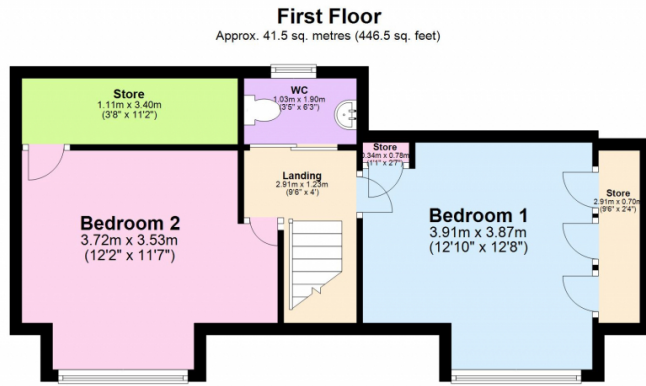 First Floor
Approx. 41.5 sq. metres (446.5 sq. feet)
Store
1.11m x 3.40m
(3'8" x 11'2")
WC
1.03m x 1.90m
(3'5" x 6'3")
Store
0.34m x 0.78m
(1'1" x 2'7")
Landing
2.91m x 1.23m
(9'6" x 4')
Store
2.91m x 0.70m
(9'6" x 2'4")
Bedroom 2
3.72m x 3.53m
(12'2" x 11'7")
Bedroom 1
3.91m x 3.87m
(12'10" x 12'8")